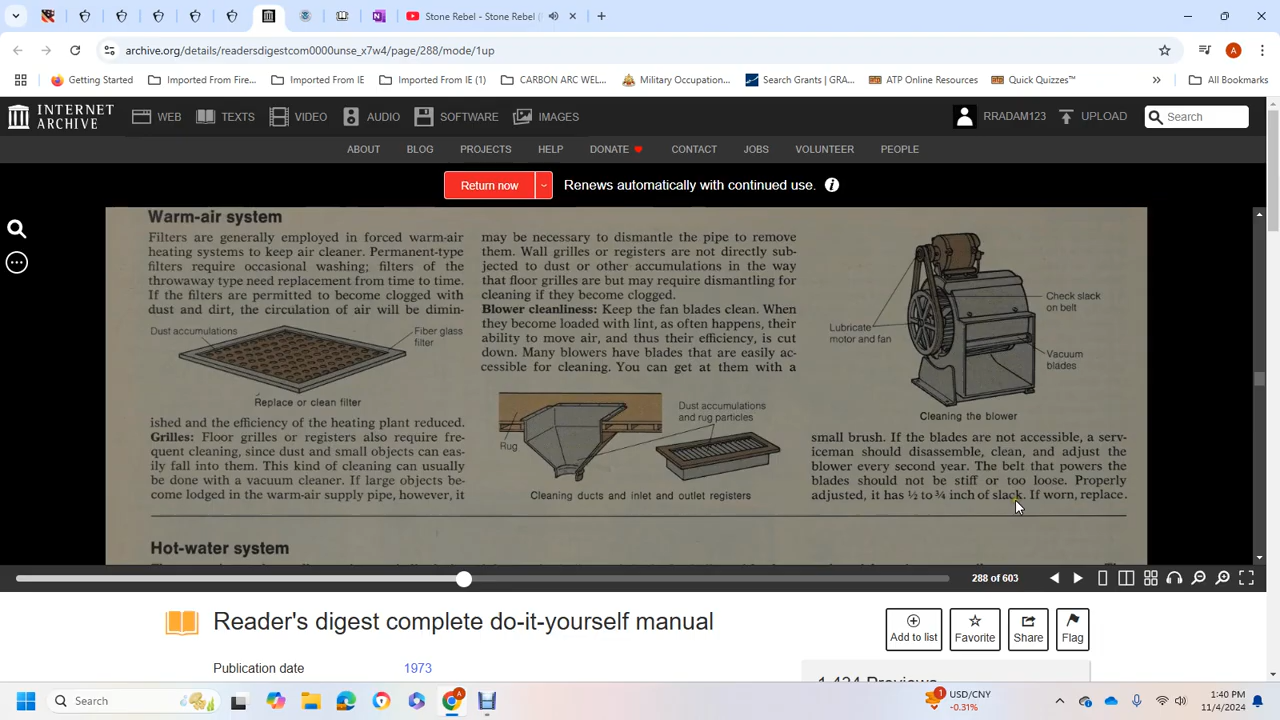 Stone Rebel - Stone Rebel (
archive.org/details/readersdigestcom0000unse_x7w4/page/288/mode/1up
A
Getting Started
Imported From Fire...
Imported From IE
Imported From IE (1)
CARBON ARC WEL...
Military Occupation...
Search Grants | GRA...
ATP Online Resources
Quick Quizzes™
»
All Bookmarks
INTERNET
ARCHIVE
WEB
TEXTS
VIDEO
AUDIO
SOFTWARE
IMAGES
RRADAM123
UPLOAD
Search
ABOUT
BLOG
PROJECTS
HELP
DONATE
CONTACT
JOBS
VOLUNTEER
PEOPLE
Return now
Renews automatically with continued use.
Warm-air system
Filters are generally employed in forced warm-air
heating systems to keep air cleaner. Permanent-type
filters require occasional washing; filters of the
throwaway type need replacement from time to time.
If the filters are permitted to become clogged with
dust and dirt, the circulation of air will be dimin-
Dust accumulations
Fiber glass
filter
Replace or clean filter
ished and the efficiency of the heating plant reduced.
Grilles: Floor grilles or registers also require fre-
quent cleaning, since dust and small objects can eas-
ily fall into them. This kind of cleaning can usually
be done with a vacuum cleaner. If large objects be-
come lodged in the warm-air supply pipe, however, it
may be necessary to dismantle the pipe to remove
them. Wall grilles or registers are not directly sub-
jected to dust or other accumulations in the way
that floor grilles are but may require dismantling for
cleaning if they become clogged.
Blower cleanliness: Keep the fan blades clean. When
they become loaded with lint, as often happens, their
ability to move air, and thus their efficiency, is cut
down. Many blowers have blades that are easily ac-
cessible for cleaning. You can get at them with a
Rug
Dust accumulations
and rug particles
Cleaning ducts and inlet and outlet registers
Lubricate
motor and fan
Check slack
on belt
Vacuum
blades
Cleaning the blower
small brush. If the blades are not accessible, a serv-
iceman should disassemble, clean, and adjust the
blower every second year. The belt that powers the
blades should not be stiff or too loose. Properly
adjusted, it has ½ to ¾ inch of slack. If worn, replace.
Hot-water system
288 of 603
Reader's digest complete do-it-yourself manual
Add to list
Favorite
Share
Flag
Publication date
1973
1,424 Previews
Search
1
USD/CNY
-0.31%
1:40 PM
11/4/2024